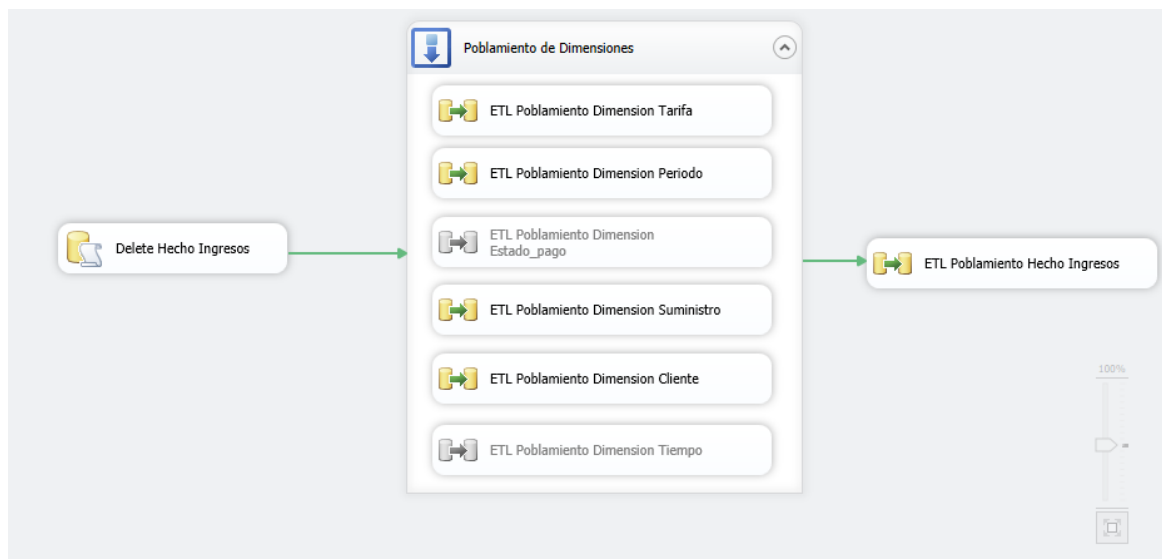 Poblamiento de Dimensiones
ETL Poblamiento Dimension Tarifa
ETL Poblamiento Dimension Periodo
ETL Poblamiento Dimension
Estado_pago
ETL Poblamiento Dimension Suministro
ETL Poblamiento Dimension Cliente
ETL Poblamiento Dimension Tiempo
Delete Hecho Ingresos
ETL Poblamiento Hecho Ingresos
100%